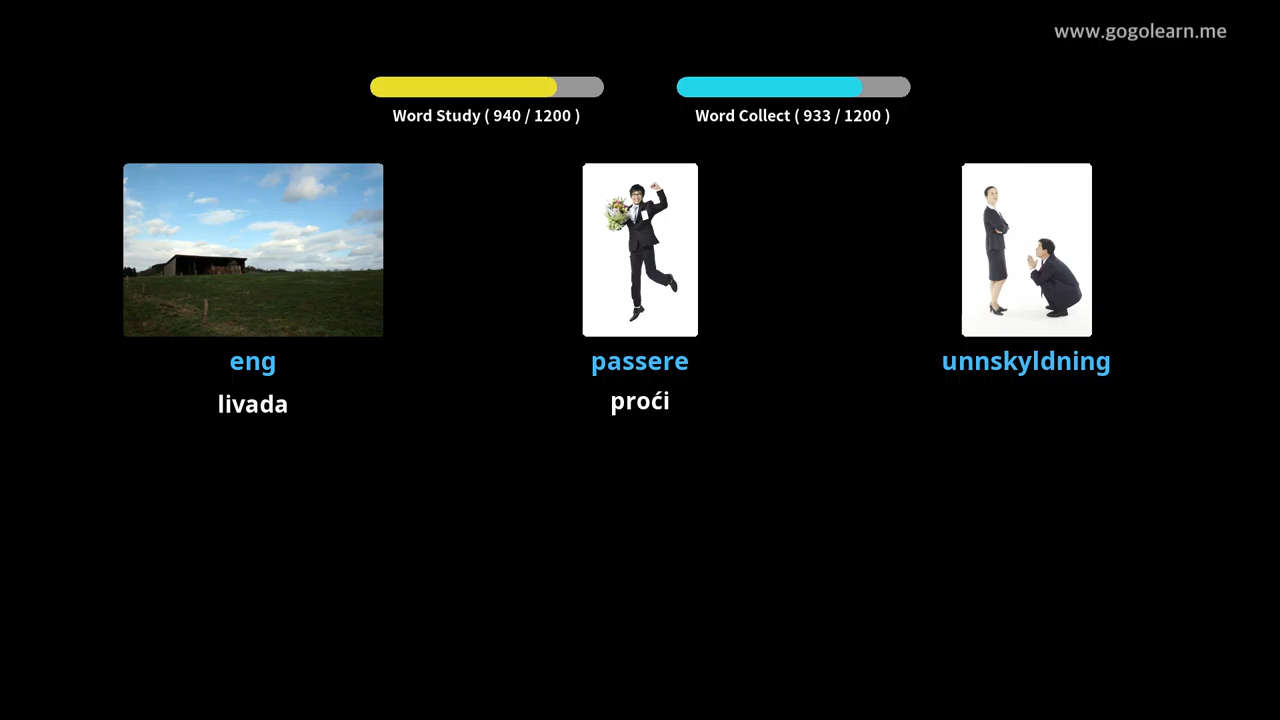 www.gogolearn.me
Word Study ( 940 / 1200 )
Word Collect ( 933 / 1200 )
eng
passere
unnskyldning
livada
proći